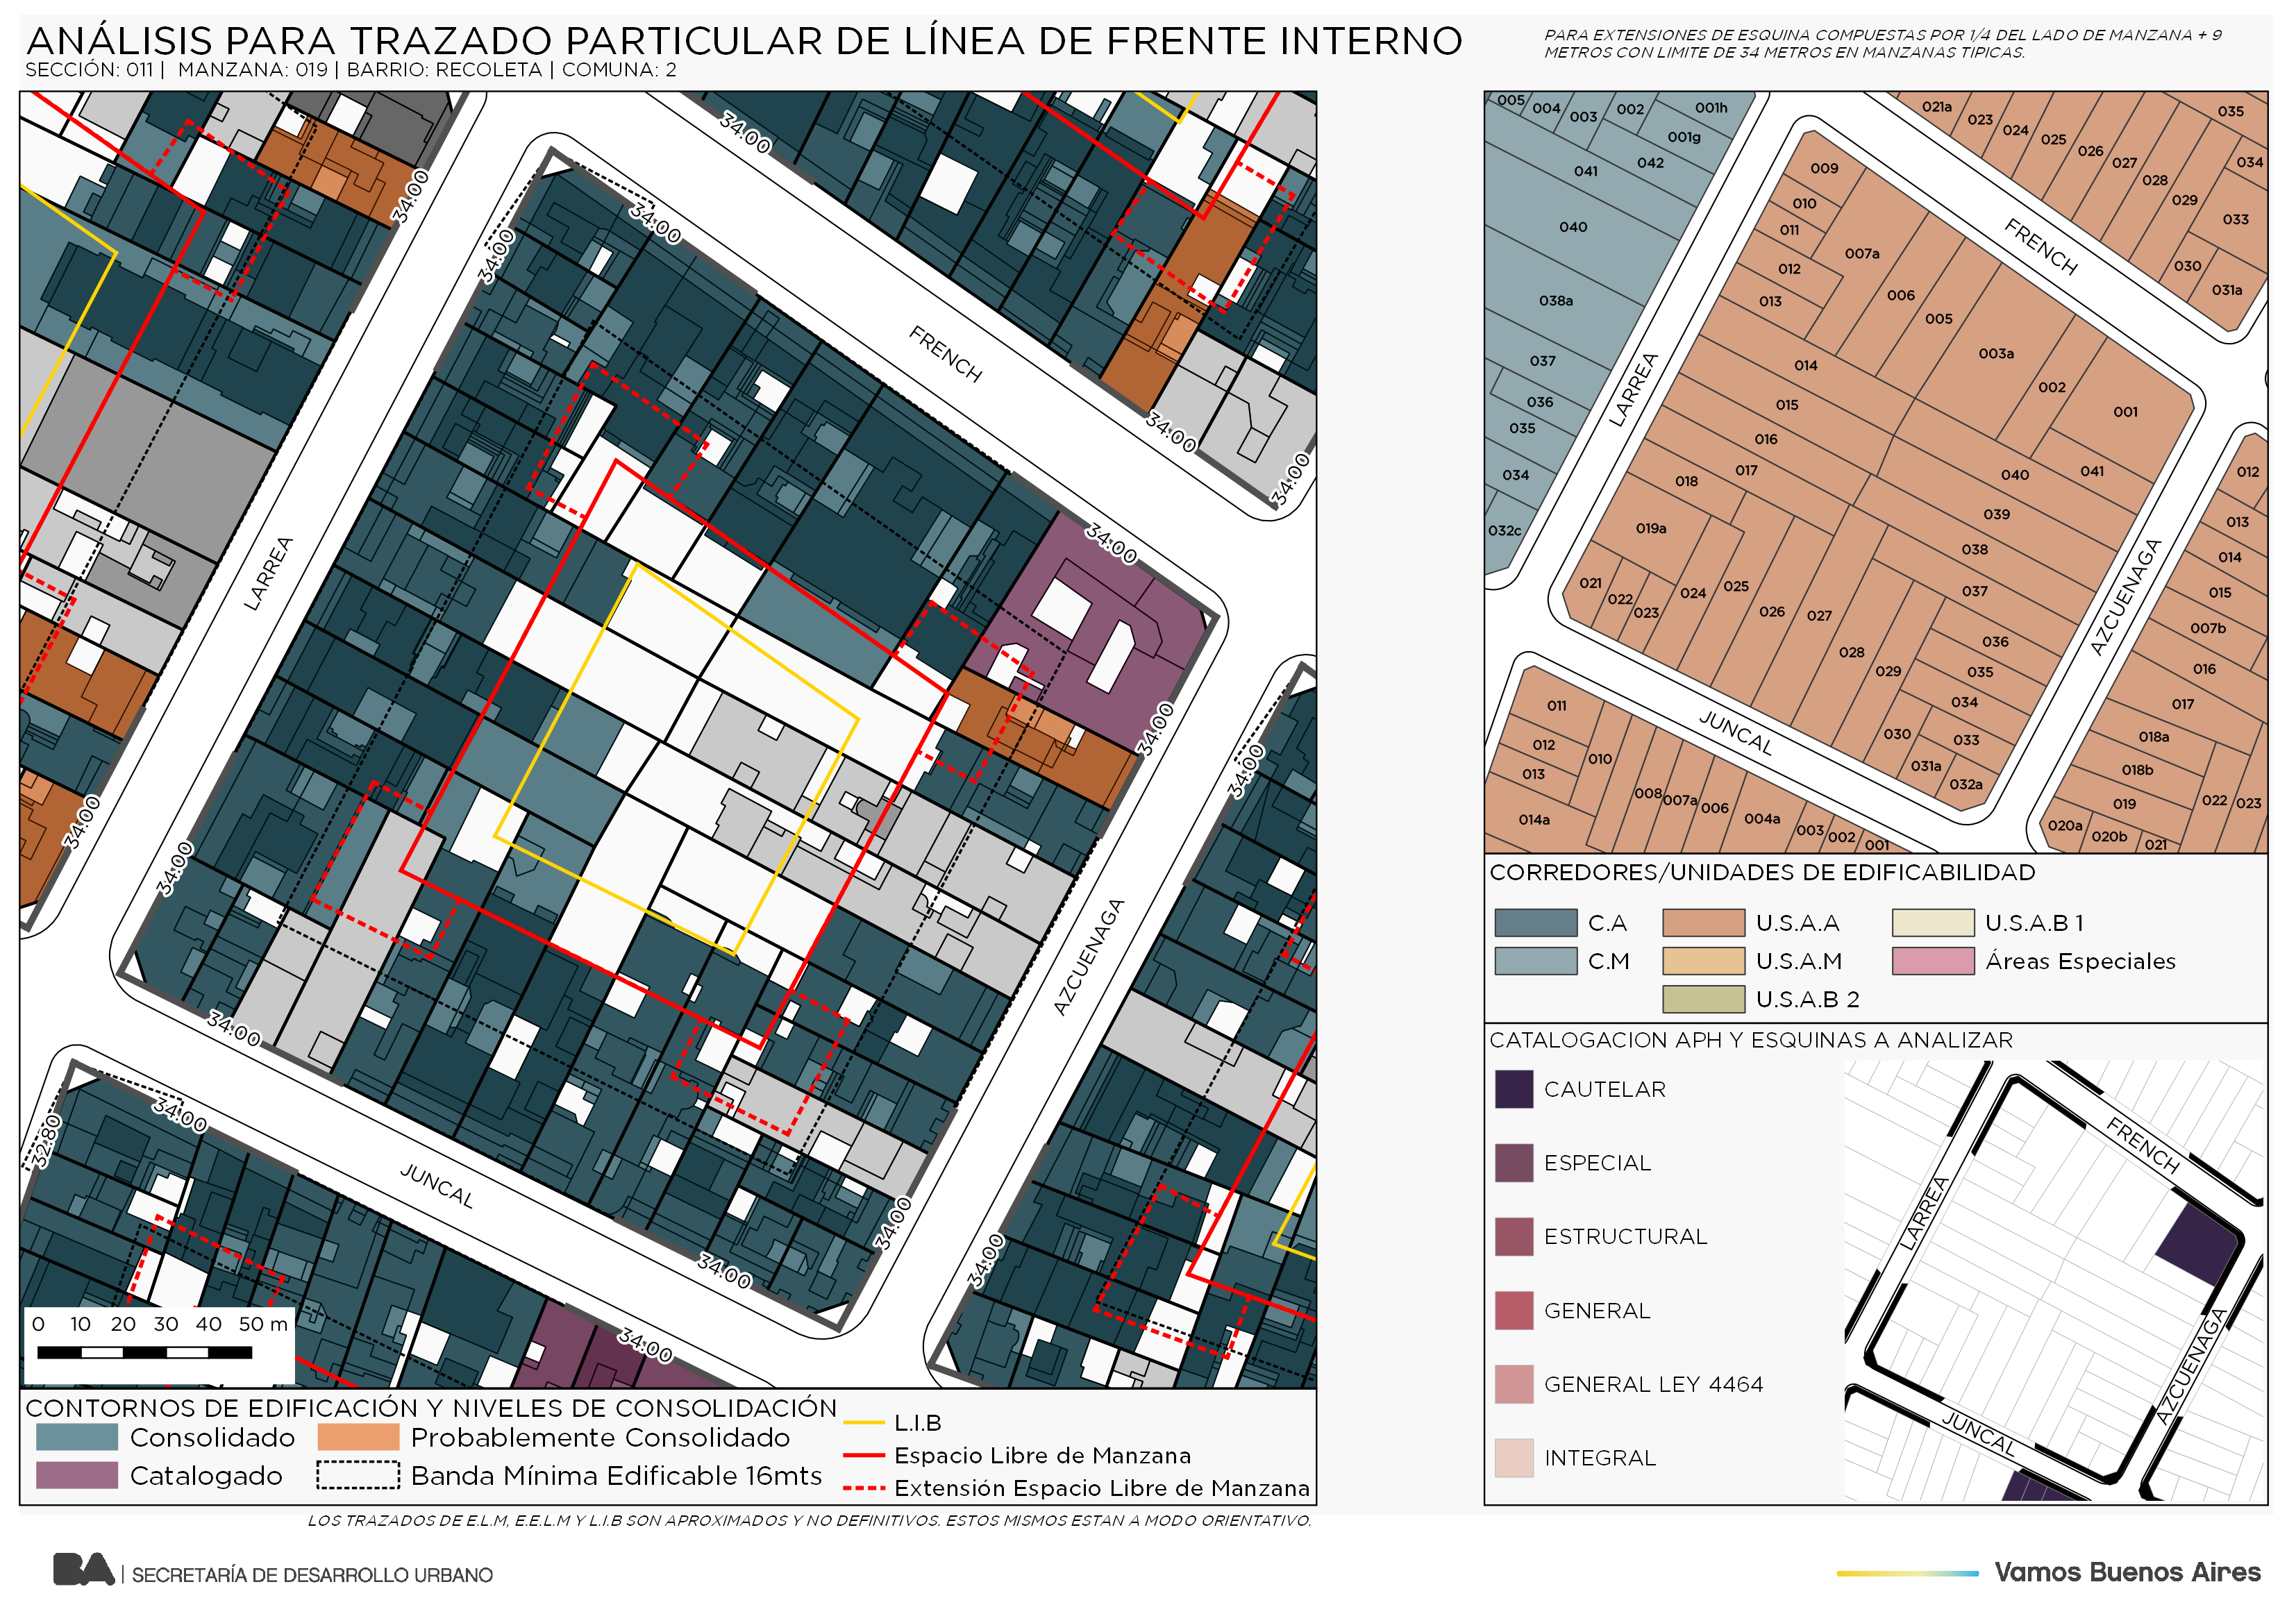 ANÁLISIS PARA TRAZADO PARTICULAR DE LÍNEA DE FRENTE INTERNO
SECCIÓN: 011 | MANZANA: 019 | BARRIO: RECOLETA | COMUNA: 2
PARA EXTENSIONES DE ESQUINA COMPUESTAS POR 1/4 DEL LADO DE MANZANA + 9
METROS CON LIMITE DE 34 METROS EN MANZANAS TIPICAS.
34.00
34.00
34.00
34.00
FRENCH
34.00
34.00
34.00
LARREA
34.00
34.00
34.00
34.00
AZCUENAGA
34.00
34.00
32.80
JUNCAL
34.00
34.00
34.00
34.00
0 10 20 30 40 50 m
CONTORNOS DE EDIFICACIÓN Y NIVELES DE CONSOLIDACIÓN
Consolidado
Probablemente Consolidado
Catalogado
Banda Mínima Edificable 16mts
L.I.B
Espacio Libre de Manzana
Extensión Espacio Libre de Manzana
LOS TRAZADOS DE E.L.M, E.E.L.M Y L.I.B SON APROXIMADOS Y NO DEFINITIVOS. ESTOS MISMOS ESTAN A MODO ORIENTATIVO.
005 004 003 002 001h
001g
042
041
040
038a
037
036
035
034
032c
021a
023
024
025
026
027
028
029
030
031a
035
034
033
FRENCH
LARREA
009
010
011
012
013
007a
006
005
003a
002
001
014
015
016
017
018
019a
021
022
023
024
025
026
027
028
029
030
031a
032a
033
034
035
036
037
038
039
040
041
AZCUENAGA
JUNCAL
012
013
014
015
007b
016
017
018a
018b
019
020a
020b
021
022
023
011
012
013
014a
010
008
007a
006
004a
003
002
001
CORREDORES/UNIDADES DE EDIFICABILIDAD
C.A
U.S.A.A
U.S.A.B 1
C.M
U.S.A.M
Áreas Especiales
U.S.A.B 2
CATALOGACION APH Y ESQUINAS A ANALIZAR
CAUTELAR
ESPECIAL
ESTRUCTURAL
GENERAL
GENERAL LEY 4464
INTEGRAL
FRENCH
LARREA
AZCUENAGA
JUNCAL
BA | SECRETARÍA DE DESARROLLO URBANO
Vamos Buenos Aires